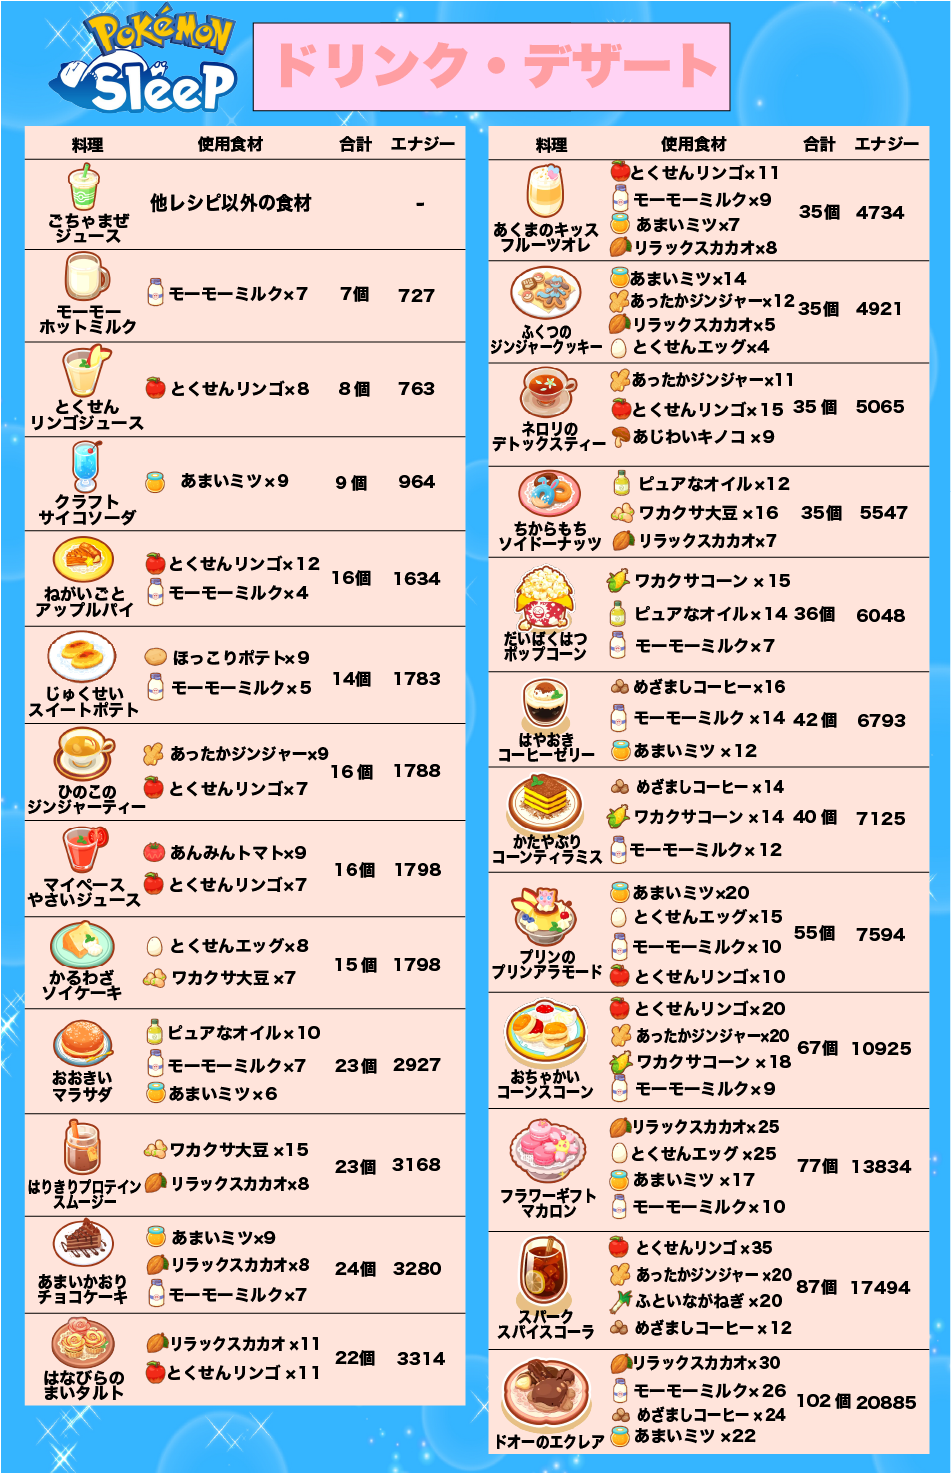 Pokémon
Sleep
ドリンク・デザート
料理 使用食材 合計 エナジー
ごちゃまぜ
ジュース
他レシピ以外の食材 -
モーモー
ホットミルク
モーモーミルク×7 7個 727
とくせん
リンゴジュース
とくせんリンゴ×8 8個 763
クラフト
サイコソーダ
あまいミツ×9 9個 964
ねがいごと
アップルパイ
とくせんリンゴ×12
モーモーミルク×4
16個 1634
じゅくせい
スイートポテト
ほっこりポテト×9
モーモーミルク×5
14個 1783
ひのこの
ジンジャーティー
あったかジンジャー×9
とくせんリンゴ×7
16個 1788
マイペース
やさいジュース
あんみんトマト×9
とくせんリンゴ×7
16個 1798
かるわざ
ソイケーキ
とくせんエッグ×8
ワカクサ大豆 ×7
15個 1798
おおきい
マラサダ
ピュアなオイル×10
モーモーミルク×7
あまいミツ×6
23個 2927
はりきりプロテイン
スムージー
ワカクサ大豆 ×15
リラックスカカオ×8
23個 3168
あまいかおり
チョコケーキ
あまいミツ×9
リラックスカカオ×8
モーモーミルク×7
24個 3280
はなびらの
まいタルト
リラックスカカオ ×11
とくせんリンゴ ×11
22個 3314
料理 使用食材 合計 エナジー
あくまのキッス
フルーツオレ
とくせんリンゴ×11
モーモーミルク×9
あまいミツ×7
リラックスカカオ×8
35個 4734
ふくつの
ジンジャークッキー
あまいミツ×14
あったかジンジャー×12
リラックスカカオ×5
とくせんエッグ×4
35個 4921
ネロリの
デトックスティー
あったかジンジャー×11
とくせんリンゴ×15
あじわいキノコ ×9
35個 5065
ちからもち
ソイドーナッツ
ピュアなオイル×12
ワカクサ大豆 ×16
リラックスカカオ×7
35個 5547
だいばくはつ
ポップコーン
ワカクサコーン ×15
ピュアなオイル×14
モーモーミルク×7
36個 6048
はやおき
コーヒーゼリー
めざましコーヒー×16
モーモーミルク ×14
あまいミツ ×12
42個 6793
かたやぶり
コーンティラミス
めざましコーヒー ×14
ワカクサコーン ×14
モーモーミルク×12
40個 7125
プリンの
プリンアラモード
あまいミツ×20
とくせんエッグ×15
モーモーミルク×10
とくせんリンゴ×10
55個 7594
おちゃかい
コーンスコーン
とくせんリンゴ×20
あったかジンジャー×20
ワカクサコーン ×18
モーモーミルク×9
67個 10925
フラワーギフト
マカロン
リラックスカカオ×25
とくせんエッグ ×25
あまいミツ ×17
モーモーミルク×10
77個 13834
スパーク
スパイスコーラ
とくせんリンゴ ×35
あったかジンジャー ×20
ふといながねぎ ×20
めざましコーヒー×12
87個 17494
ドオーのエクレア
リラックスカカオ×30
モーモーミルク×26
めざましコーヒー ×24
あまいミツ ×22
102個 20885